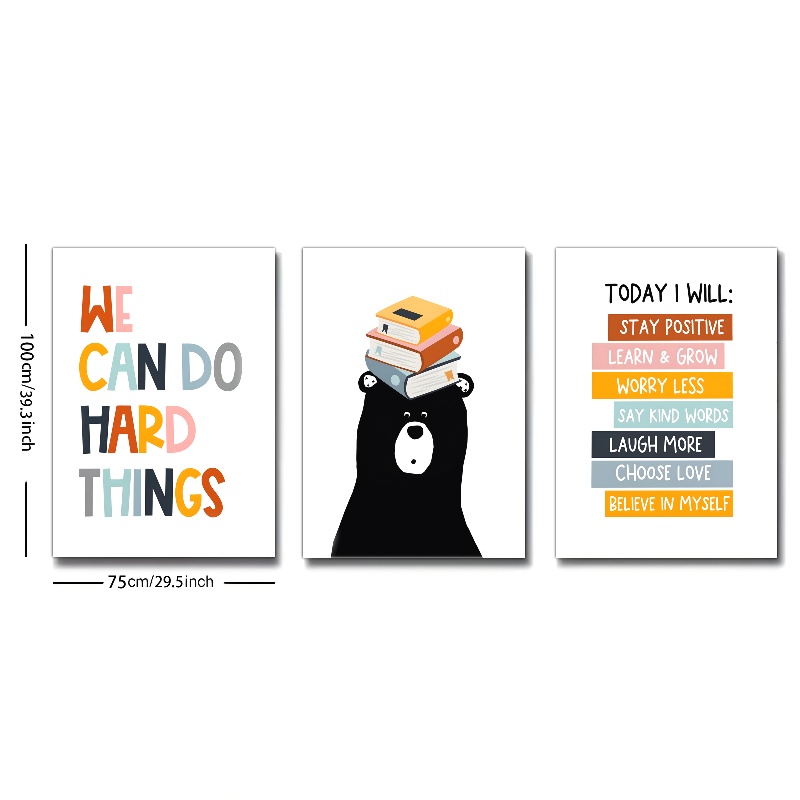 WE
CAN DO
HARD
THINGS
TODAY I WILL:
STAY POSITIVE
LEARN & GROW
WORRY LESS
SAY KIND WORDS
LAUGH MORE
CHOOSE LOVE
BELIEVE IN MYSELF
100cm/39.3inch
75cm/29.5inch